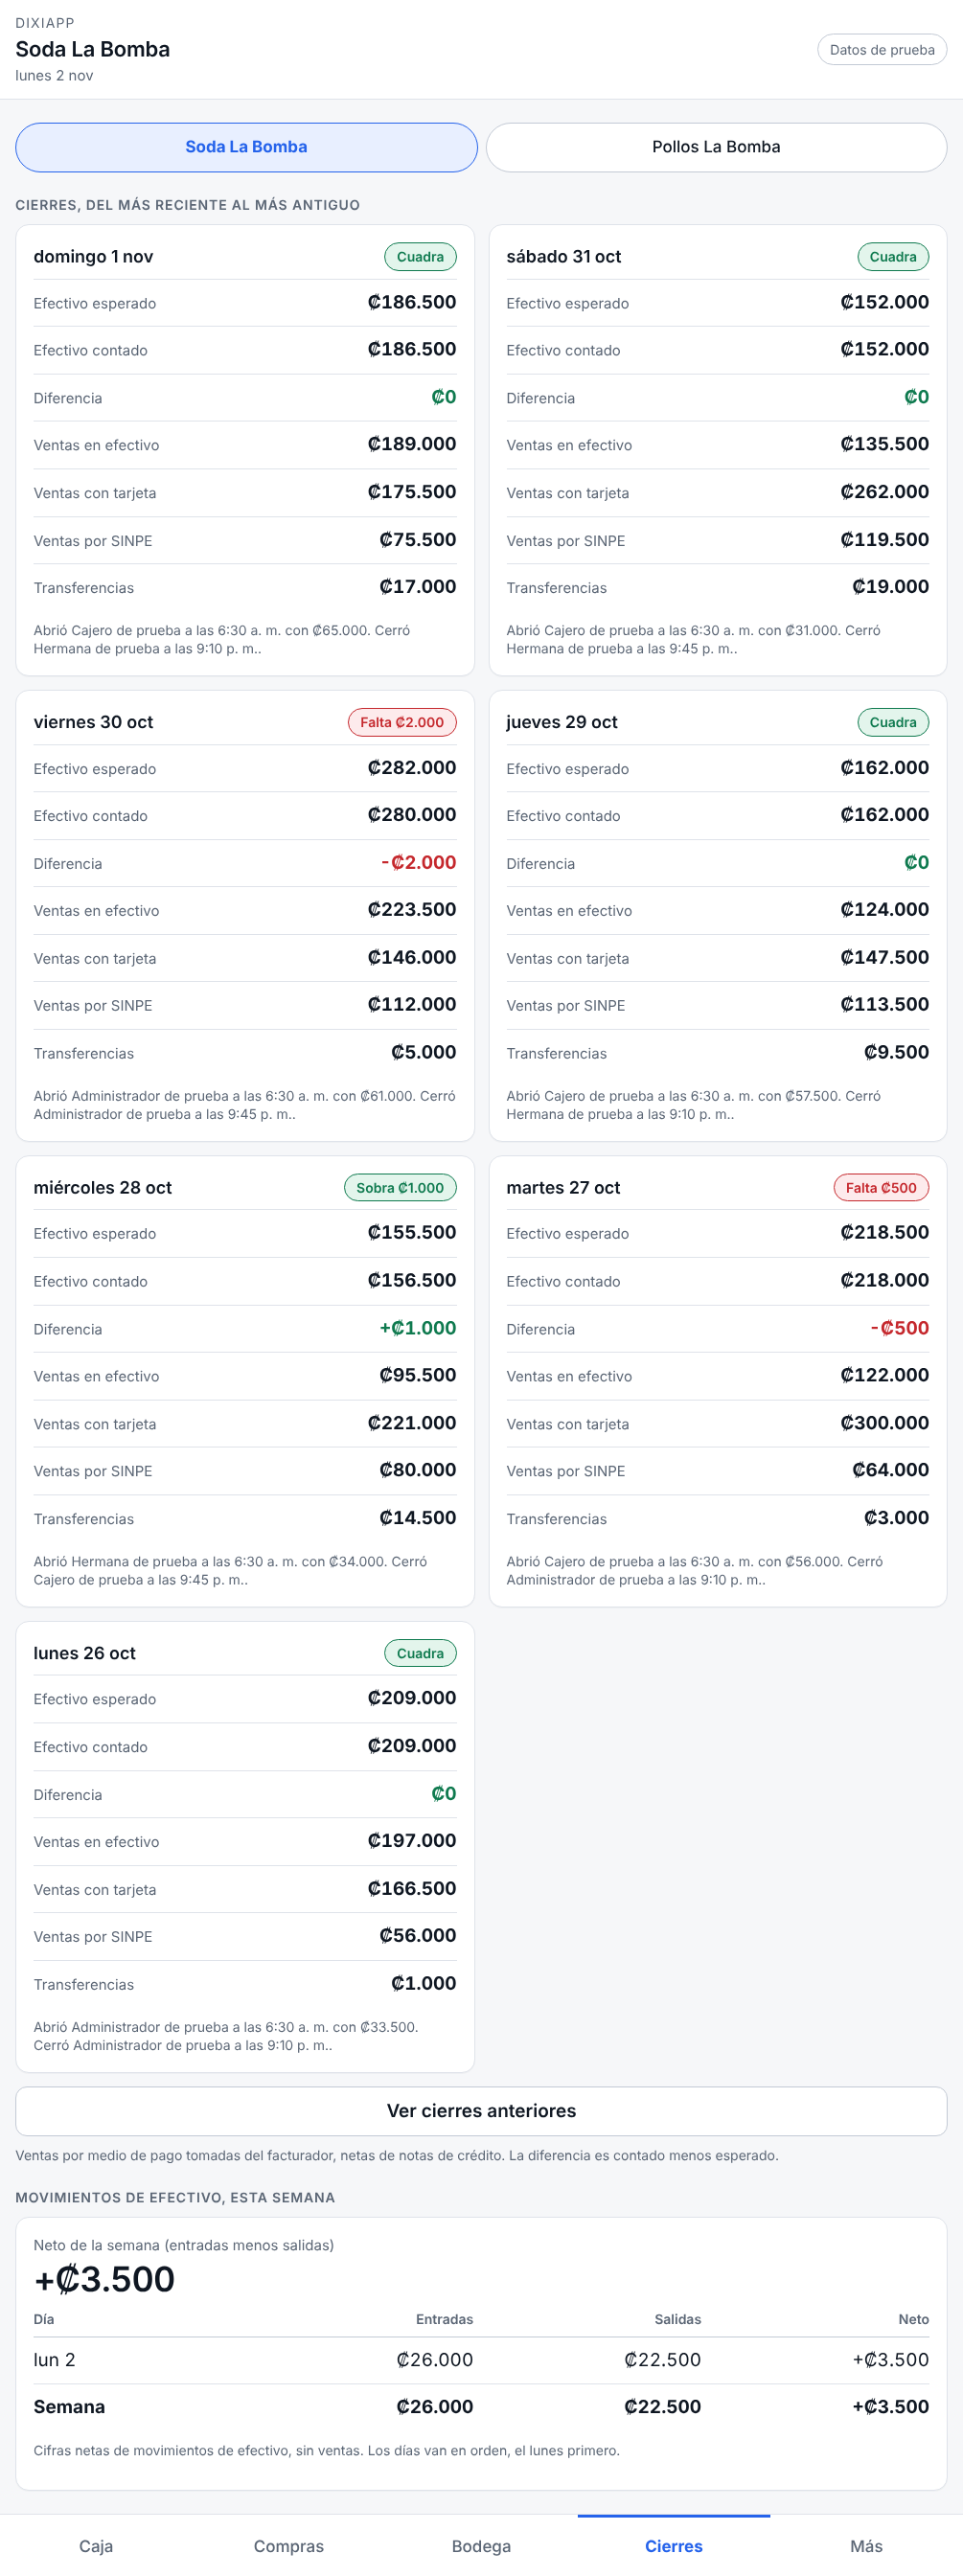 DIXIAPP
Soda La Bomba
lunes 2 nov
Datos de prueba
Soda La Bomba
Pollos La Bomba
CIERRES, DEL MÁS RECIENTE AL MÁS ANTIGUO
domingo 1 nov
Cuadra
Efectivo esperado
₡186.500
Efectivo contado
₡186.500
Diferencia
₡0
Ventas en efectivo
₡189.000
Ventas con tarjeta
₡175.500
Ventas por SINPE
₡75.500
Transferencias
₡17.000
Abrió Cajero de prueba a las 6:30 a. m. con ₡65.000. Cerró
Hermana de prueba a las 9:10 p. m..
sábado 31 oct
Cuadra
Efectivo esperado
₡152.000
Efectivo contado
₡152.000
Diferencia
₡0
Ventas en efectivo
₡135.500
Ventas con tarjeta
₡262.000
Ventas por SINPE
₡119.500
Transferencias
₡19.000
Abrió Cajero de prueba a las 6:30 a. m. con ₡31.000. Cerró
Hermana de prueba a las 9:45 p. m..
viernes 30 oct
Falta ₡2.000
Efectivo esperado
₡282.000
Efectivo contado
₡280.000
Diferencia
-₡2.000
Ventas en efectivo
₡223.500
Ventas con tarjeta
₡146.000
Ventas por SINPE
₡112.000
Transferencias
₡5.000
Abrió Administrador de prueba a las 6:30 a. m. con ₡61.000. Cerró
Administrador de prueba a las 9:45 p. m..
jueves 29 oct
Cuadra
Efectivo esperado
₡162.000
Efectivo contado
₡162.000
Diferencia
₡0
Ventas en efectivo
₡124.000
Ventas con tarjeta
₡147.500
Ventas por SINPE
₡113.500
Transferencias
₡9.500
Abrió Cajero de prueba a las 6:30 a. m. con ₡57.500. Cerró
Hermana de prueba a las 9:10 p. m..
miércoles 28 oct
Sobra ₡1.000
Efectivo esperado
₡155.500
Efectivo contado
₡156.500
Diferencia
+₡1.000
Ventas en efectivo
₡95.500
Ventas con tarjeta
₡221.000
Ventas por SINPE
₡80.000
Transferencias
₡14.500
Abrió Hermana de prueba a las 6:30 a. m. con ₡34.000. Cerró
Cajero de prueba a las 9:45 p. m..
martes 27 oct
Falta ₡500
Efectivo esperado
₡218.500
Efectivo contado
₡218.000
Diferencia
-₡500
Ventas en efectivo
₡122.000
Ventas con tarjeta
₡300.000
Ventas por SINPE
₡64.000
Transferencias
₡3.000
Abrió Cajero de prueba a las 6:30 a. m. con ₡56.000. Cerró
Administrador de prueba a las 9:10 p. m..
lunes 26 oct
Cuadra
Efectivo esperado
₡209.000
Efectivo contado
₡209.000
Diferencia
₡0
Ventas en efectivo
₡197.000
Ventas con tarjeta
₡166.500
Ventas por SINPE
₡56.000
Transferencias
₡1.000
Abrió Administrador de prueba a las 6:30 a. m. con ₡33.500.
Cerró Administrador de prueba a las 9:10 p. m..
Ver cierres anteriores
Ventas por medio de pago tomadas del facturador, netas de notas de crédito. La diferencia es contado menos esperado.
MOVIMIENTOS DE EFECTIVO, ESTA SEMANA
Neto de la semana (entradas menos salidas)
+₡3.500
Día Entradas Salidas Neto
lun 2 ₡26.000 ₡22.500 +₡3.500
Semana ₡26.000 ₡22.500 +₡3.500
Cifras netas de movimientos de efectivo, sin ventas. Los días van en orden, el lunes primero.
Caja Compras Bodega Cierres Más